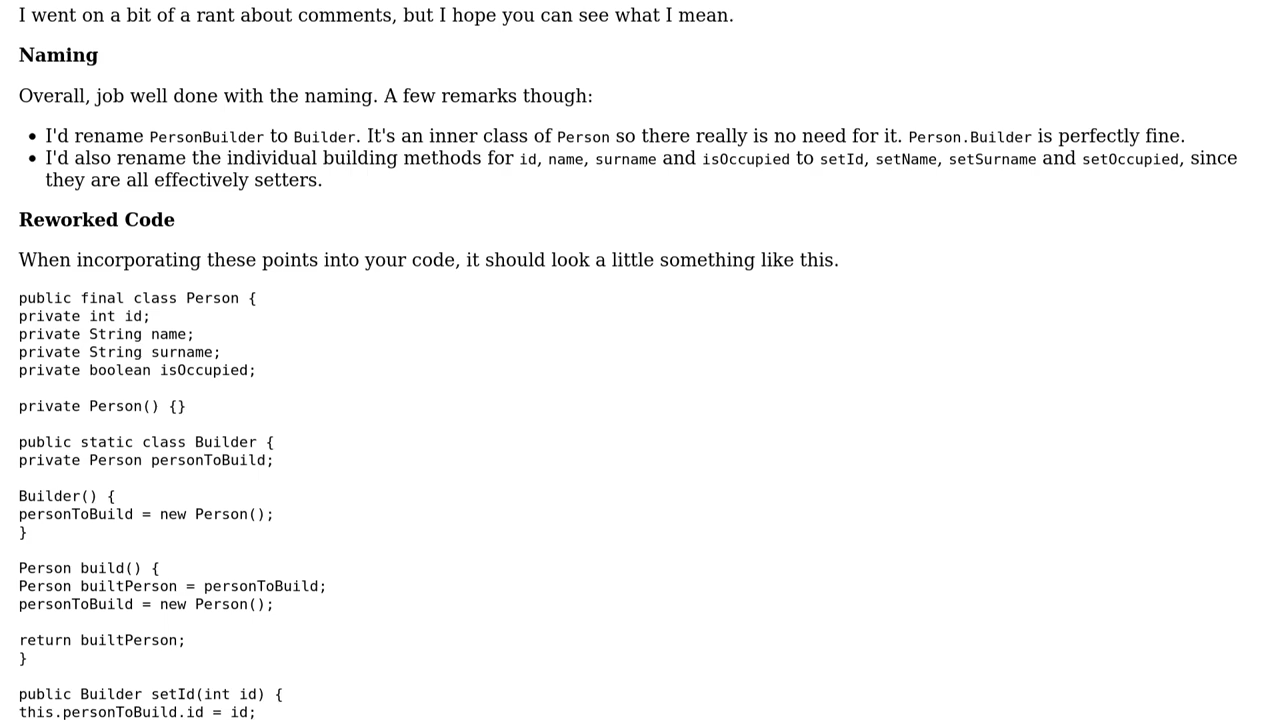 I went on a bit of a rant about comments, but I hope you can see what I mean.
Naming
Overall, job well done with the naming. A few remarks though:
• I'd rename PersonBuilder to Builder. It's an inner class of Person so there really is no need for it. Person.Builder is perfectly fine.
• I'd also rename the individual building methods for id, name, surname and isOccupied to setId, setName, setSurname and setOccupied, since
they are all effectively setters.
Reworked Code
When incorporating these points into your code, it should look a little something like this.
public final class Person {
private int id;
private String name;
private String surname;
private boolean isOccupied;
private Person() {}
public static class Builder {
private Person personToBuild;
Builder() {
personToBuild = new Person();
}
Person build() {
Person builtPerson = personToBuild;
personToBuild = new Person();
return builtPerson;
}
public Builder setId(int id) {
this.personToBuild.id = id;